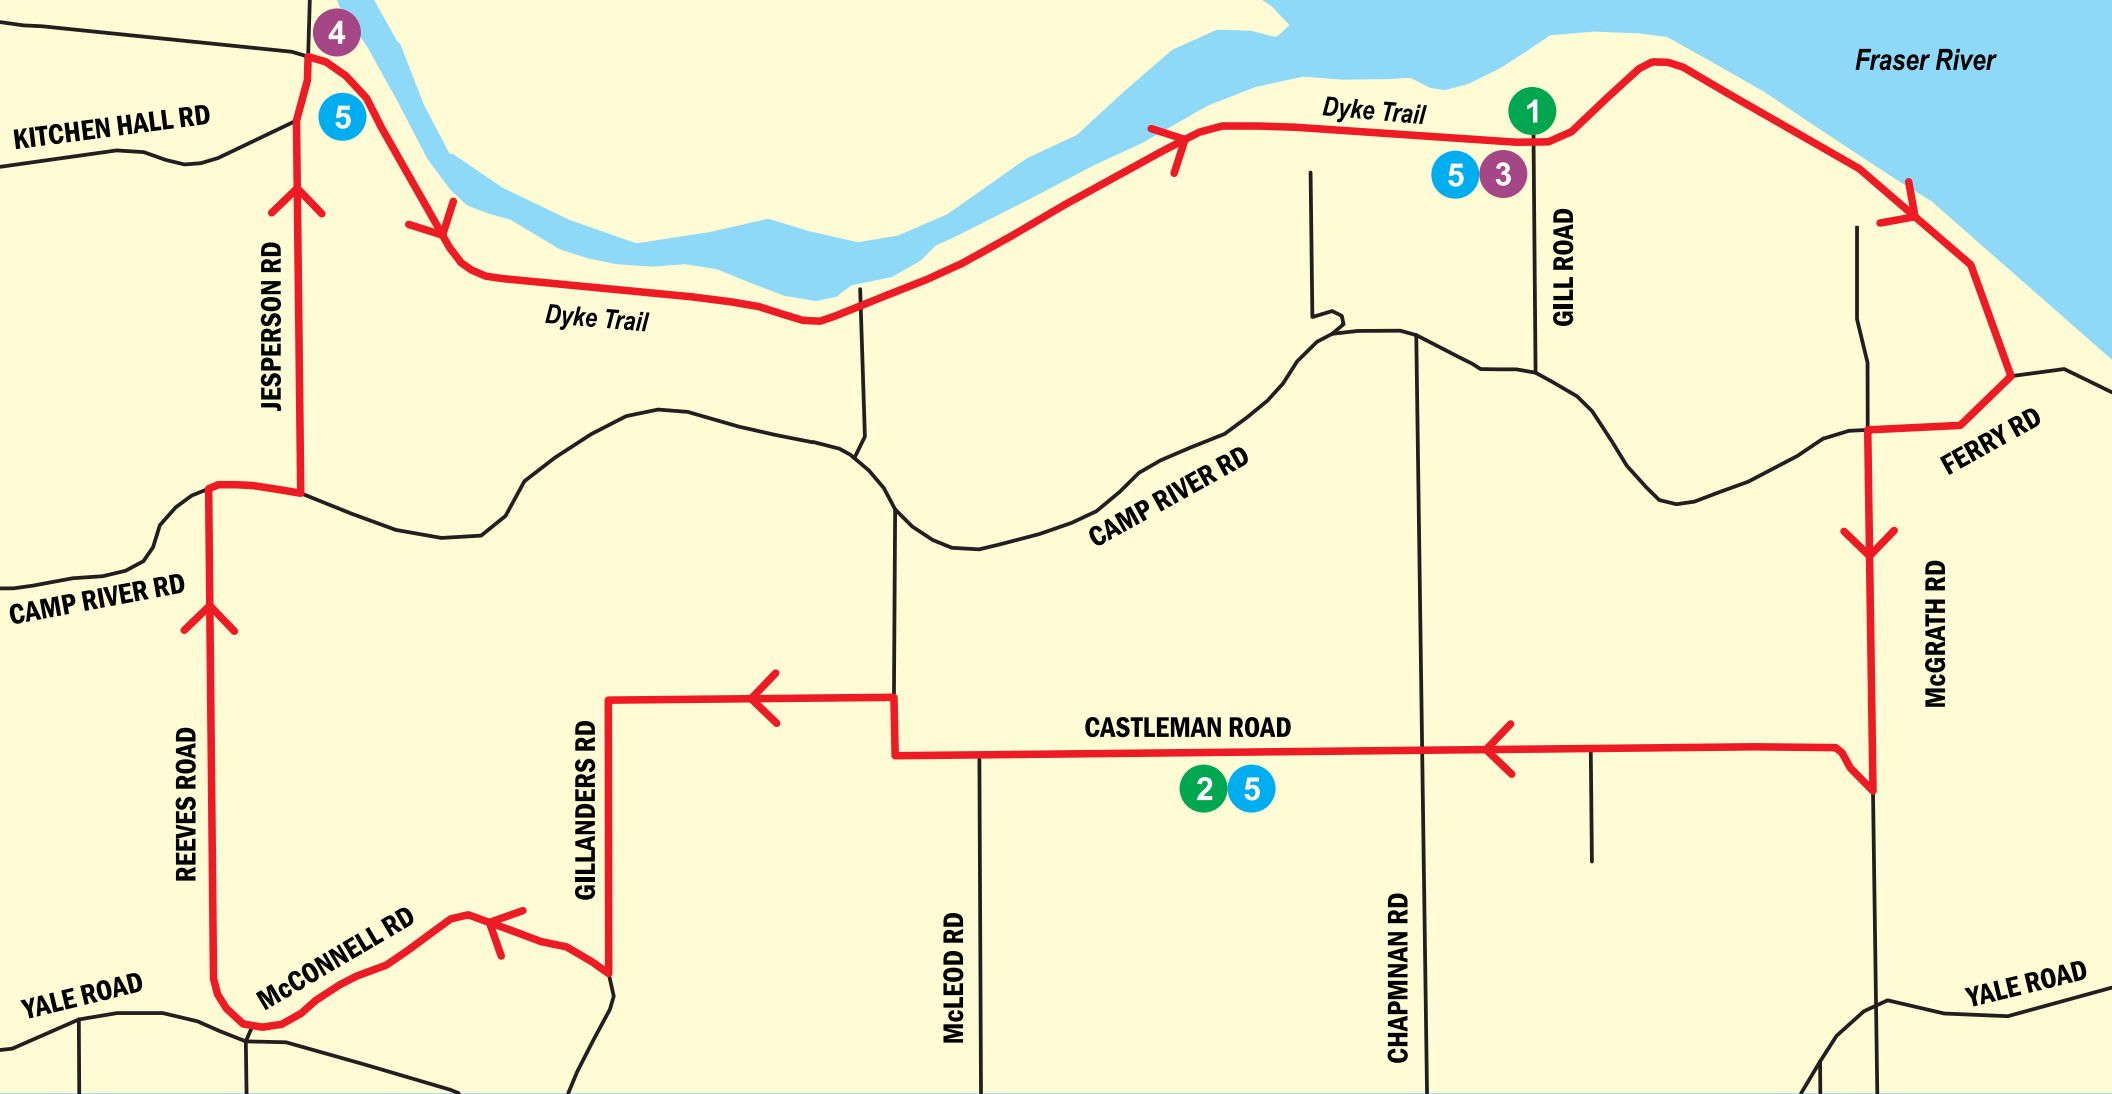 4
Fraser River
KITCHEN HALL RD
5
Dyke Trail
1
5 3
GILL ROAD
JESPERSON RD
Dyke Trail
CAMP RIVER RD
FERRY RD
CAMP RIVER RD
McGRATH RD
CASTLEMAN ROAD
2 5
REEVES ROAD
GILLANDERS RD
McCONNELL RD
McLEOD RD
CHAPMNAN RD
YALE ROAD
YALE ROAD